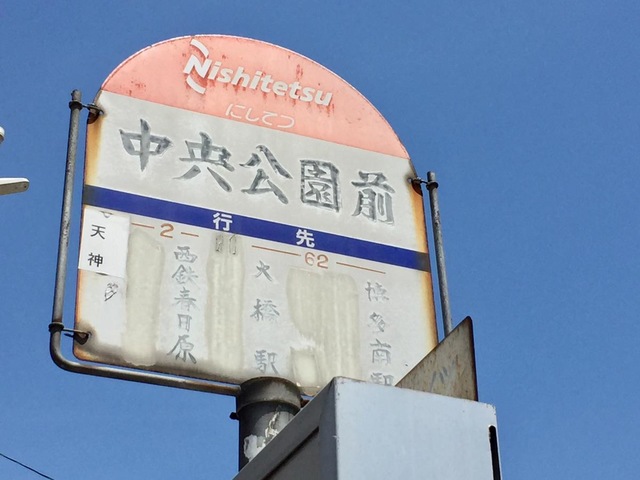 Nishitetsu
にしてつ
中央公園前
行先
2
62
天神
西鉄春日原
大橋駅
博多南駅